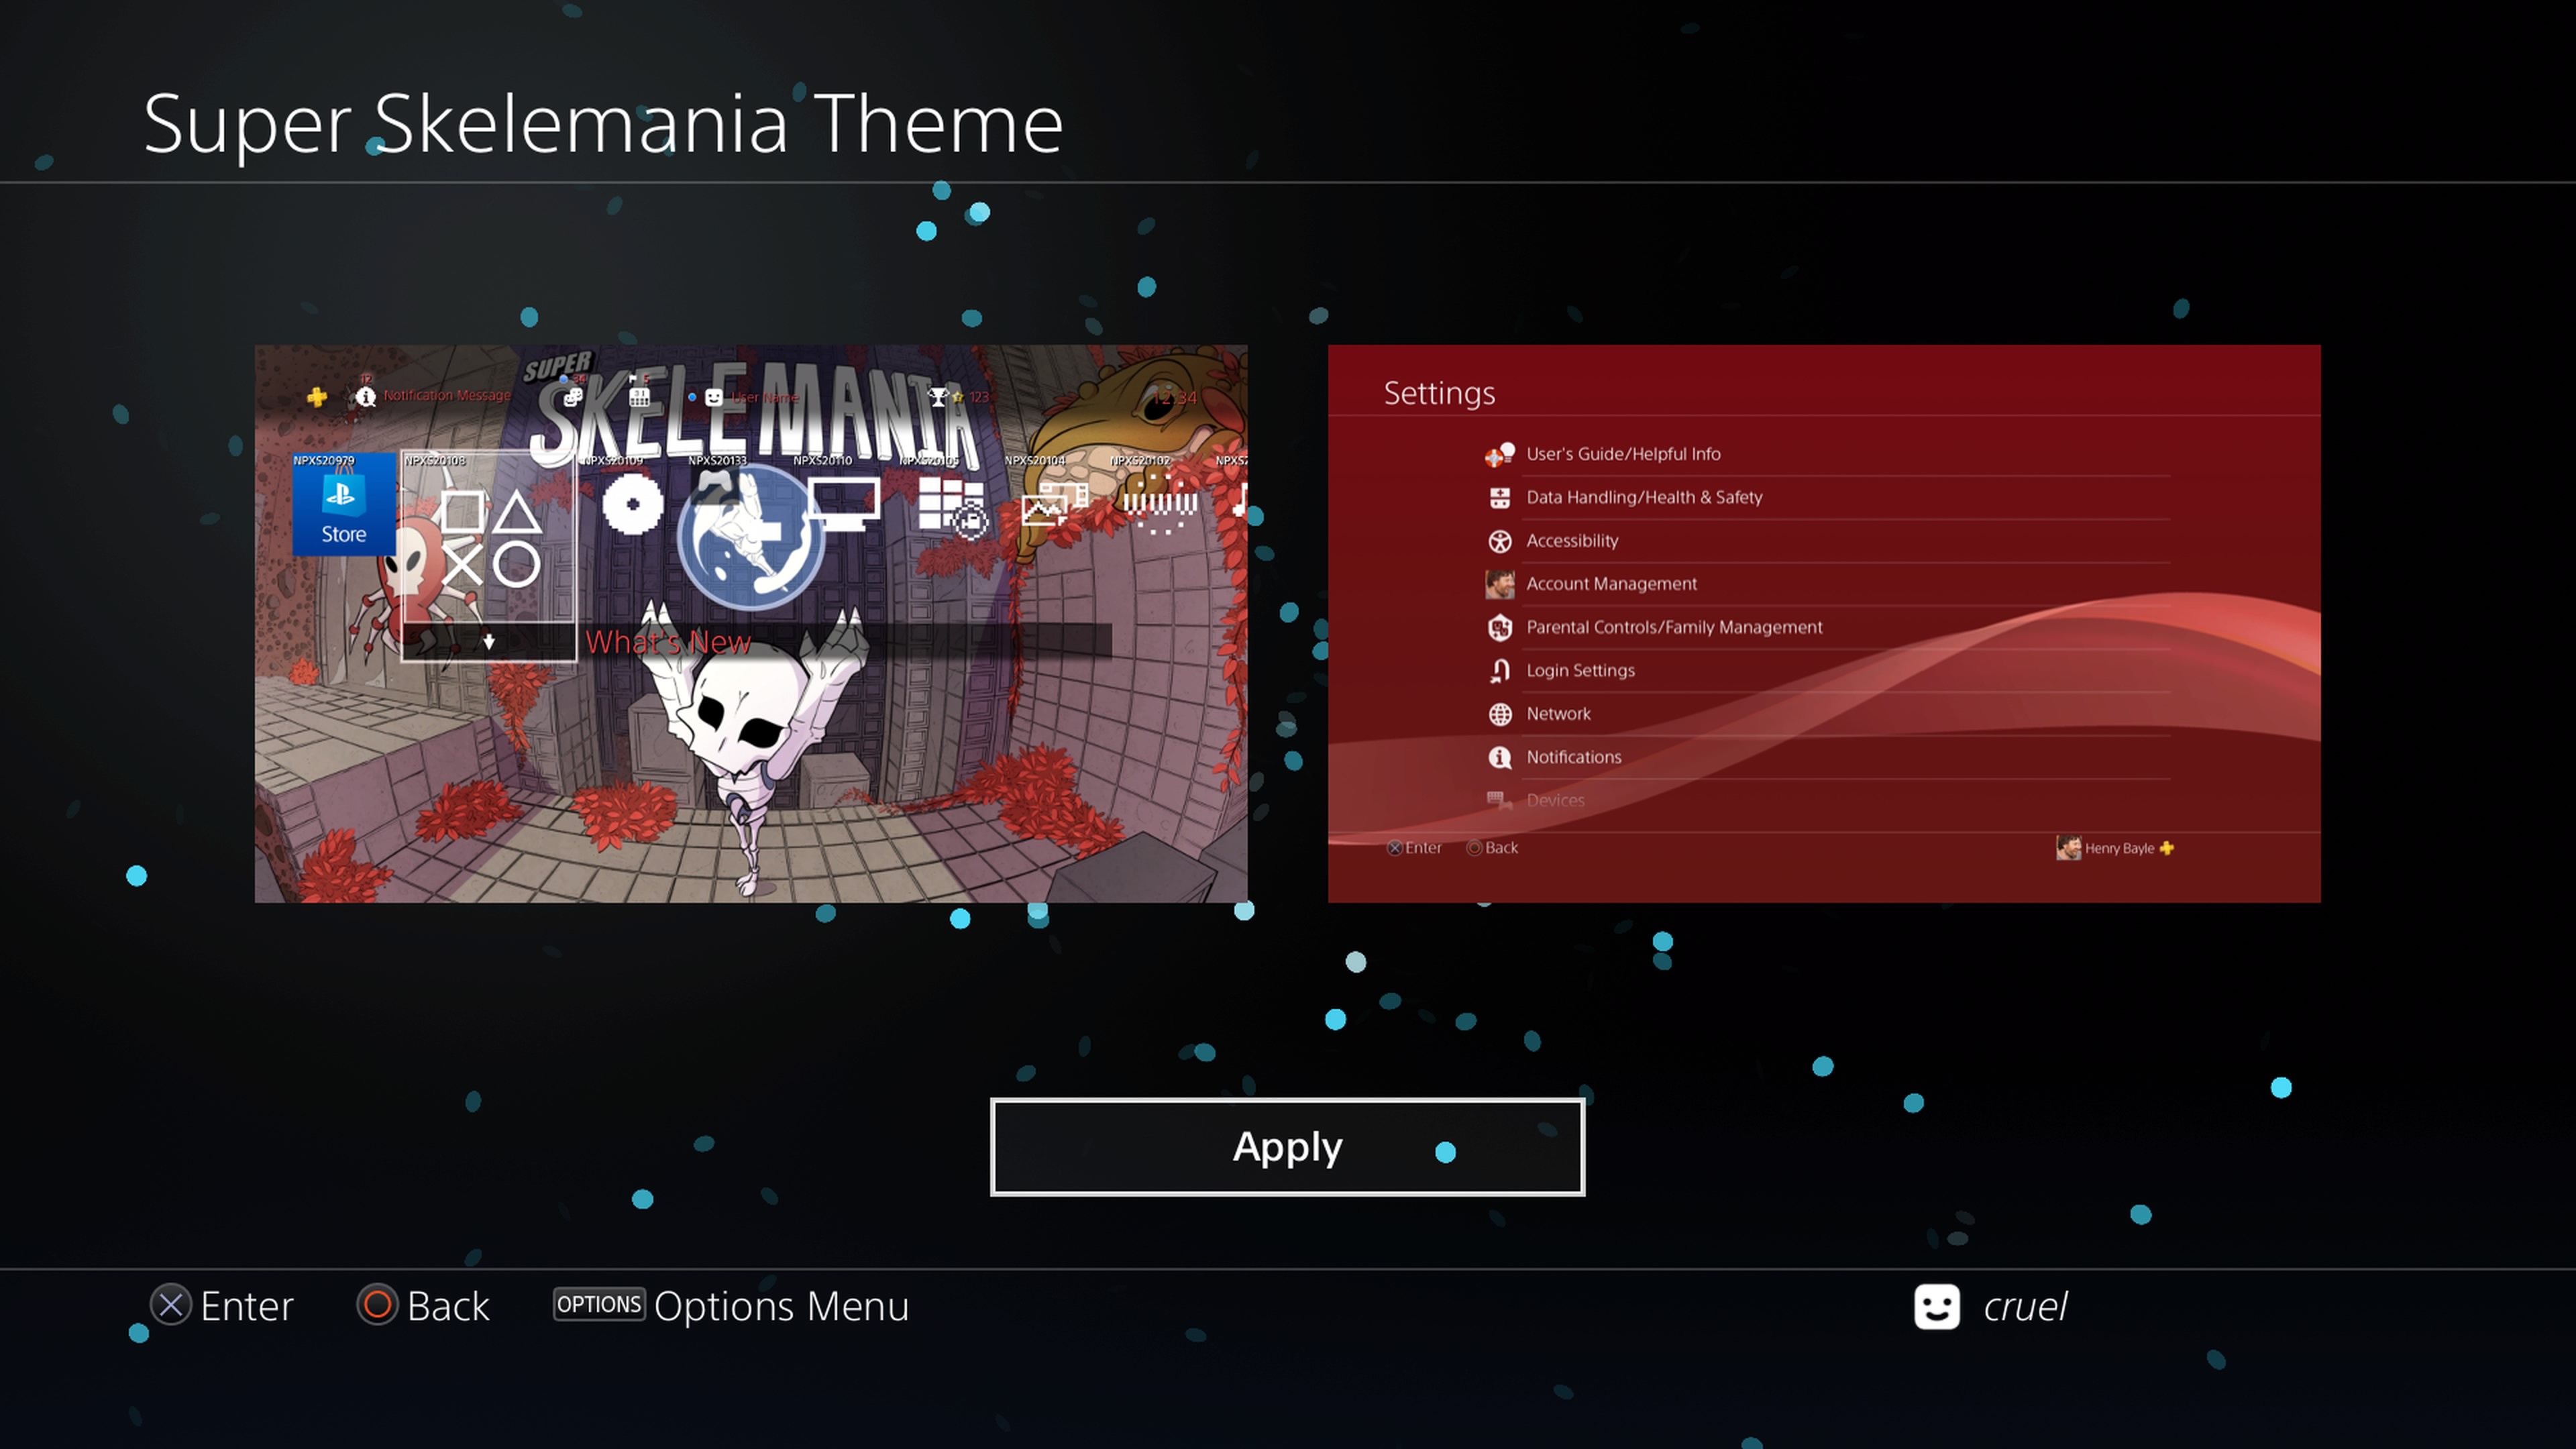 Super Skelemania Theme
SUPER
SKELEMANIA
12
Notification Message
34
5
31
User Name
123
12:34
NPXS20979
NPXS20108
NPXS20109
NPXS20133
NPXS20110
NPXS20105
NPXS20104
NPXS20102
NPXS2
Store
What's New
Settings
User's Guide/Helpful Info
Data Handling/Health & Safety
Accessibility
Account Management
Parental Controls/Family Management
Login Settings
Network
Notifications
Devices
Enter
Back
Henry Bayle
Apply
Enter
Back
OPTIONS Options Menu
cruel